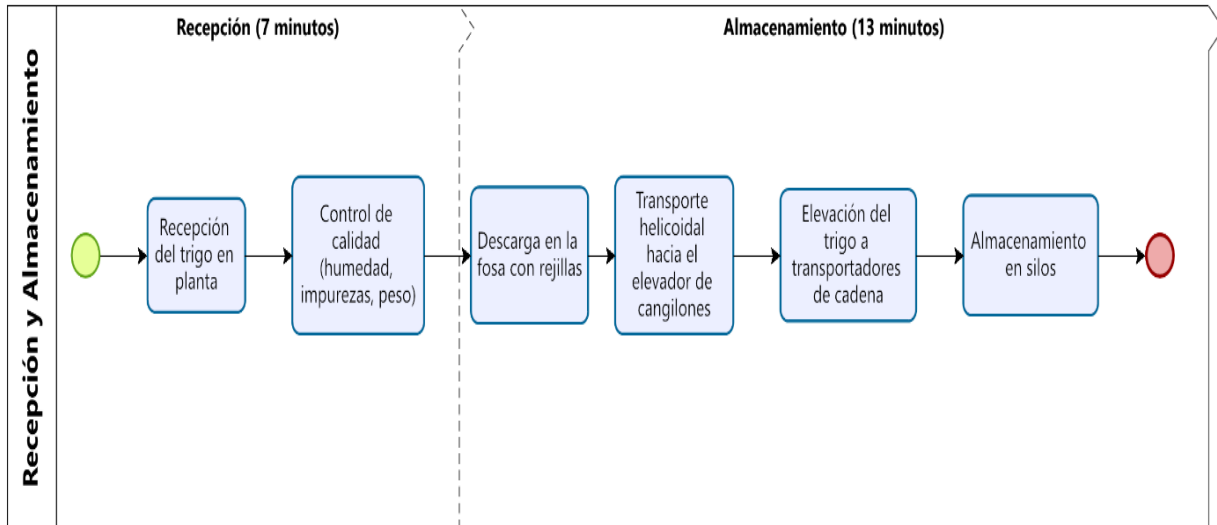 Recepción y Almacenamiento
Recepción (7 minutos)
Almacenamiento (13 minutos)
Recepción
del trigo en
planta
Control de
calidad
(humedad,
impurezas, peso)
Descarga en la
fosa con rejillas
Transporte
helicoidal
hacia el
elevador de
cangilones
Elevación del
trigo a
transportadores
de cadena
Almacenamiento
en silos